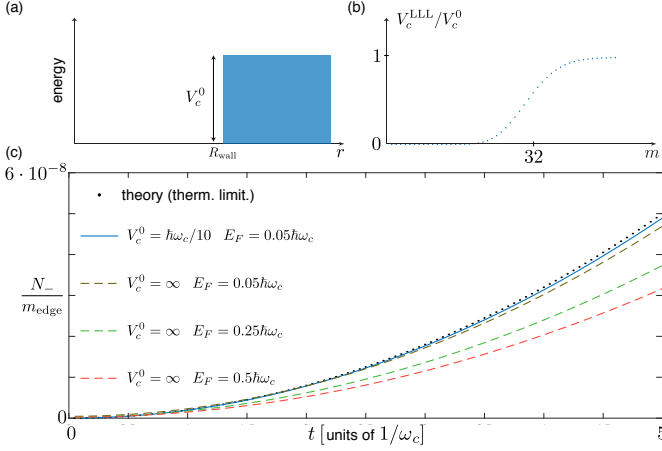 (a)
energy
V_c^0
R_wall
r
(b)
V_c^LLL/V_c^0
1
0
32
m
(c)
6·10^-8
• theory (therm. limit.)
V_c^0 = ħω_c/10 E_F = 0.05ħω_c
V_c^0 = ∞ E_F = 0.05ħω_c
V_c^0 = ∞ E_F = 0.25ħω_c
V_c^0 = ∞ E_F = 0.5ħω_c
N_-
m_edge
0
0
t [units of 1/ω_c]
5